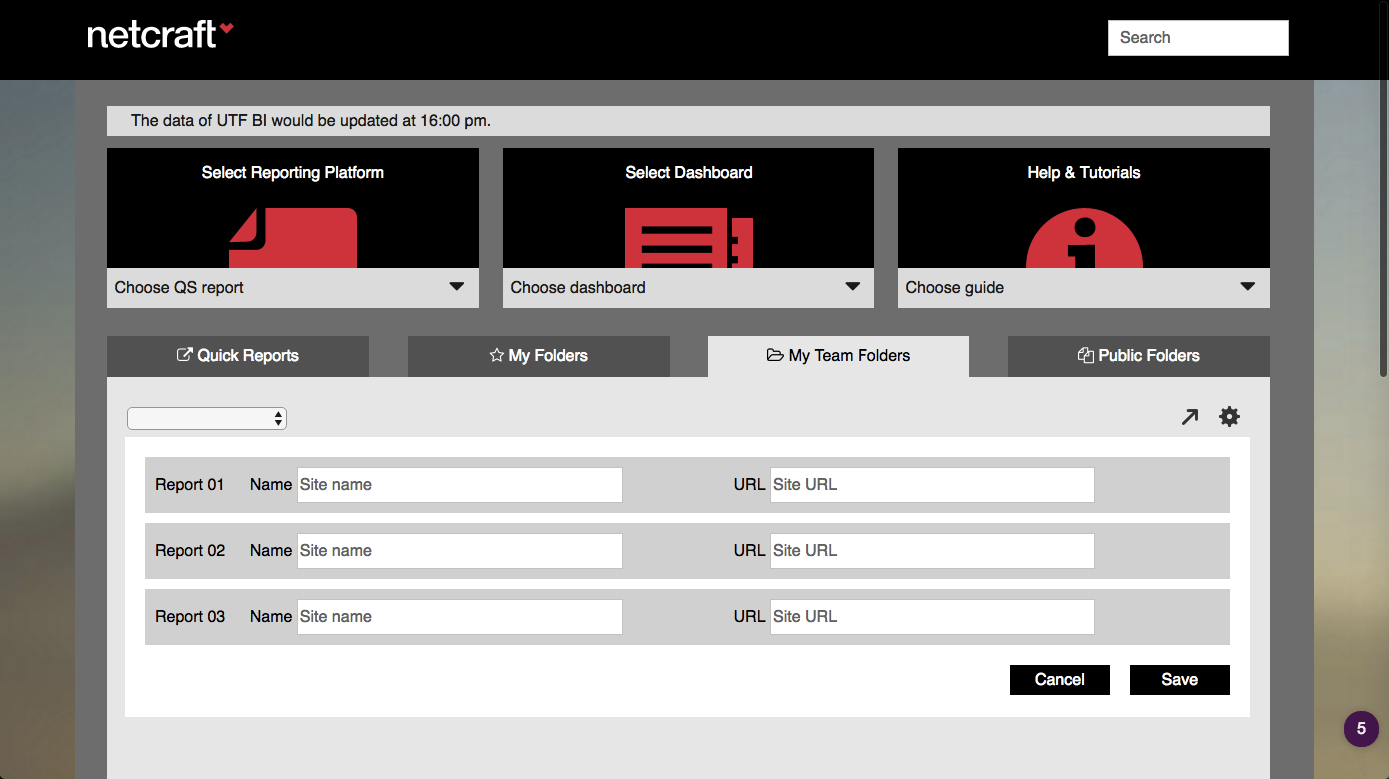 netcraft
Search
The data of UTF BI would be updated at 16:00 pm.
Select Reporting Platform
Select Dashboard
Help & Tutorials
Choose QS report
Choose dashboard
Choose guide
Quick Reports
My Folders
My Team Folders
Public Folders
Report 01 Name Site name URL Site URL
Report 02 Name Site name URL Site URL
Report 03 Name Site name URL Site URL
Cancel Save
5